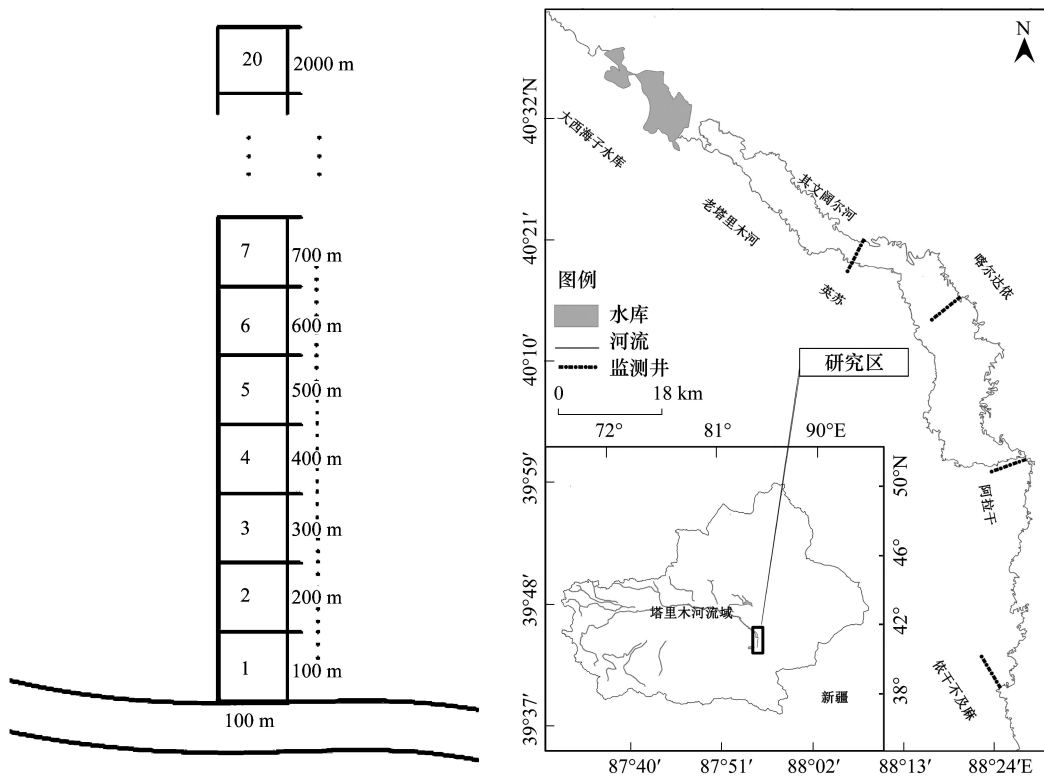 20
2000 m
7
700 m
6
600 m
5
500 m
4
400 m
3
300 m
2
200 m
1
100 m
100 m
N
40°32′N
40°21′
40°10′
39°59′
39°48′
39°37′
大西海子水库
其文阔尔河
老塔里木河
英苏
喀尔达依
阿拉干
依干不及麻
图例
水库
河流
监测井
0
18 km
研究区
72°
81°
90°E
50°N
46°
42°
38°
塔里木河流域
新疆
87°40′
87°51′
88°02′
88°13′
88°24′E